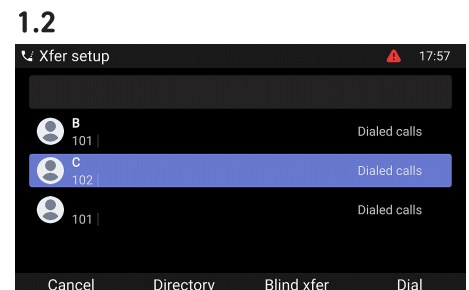 1.2
Xfer setup 17:57
B
101
Dialed calls
C
102
Dialed calls
101
Dialed calls
Cancel Directory Blind xfer Dial